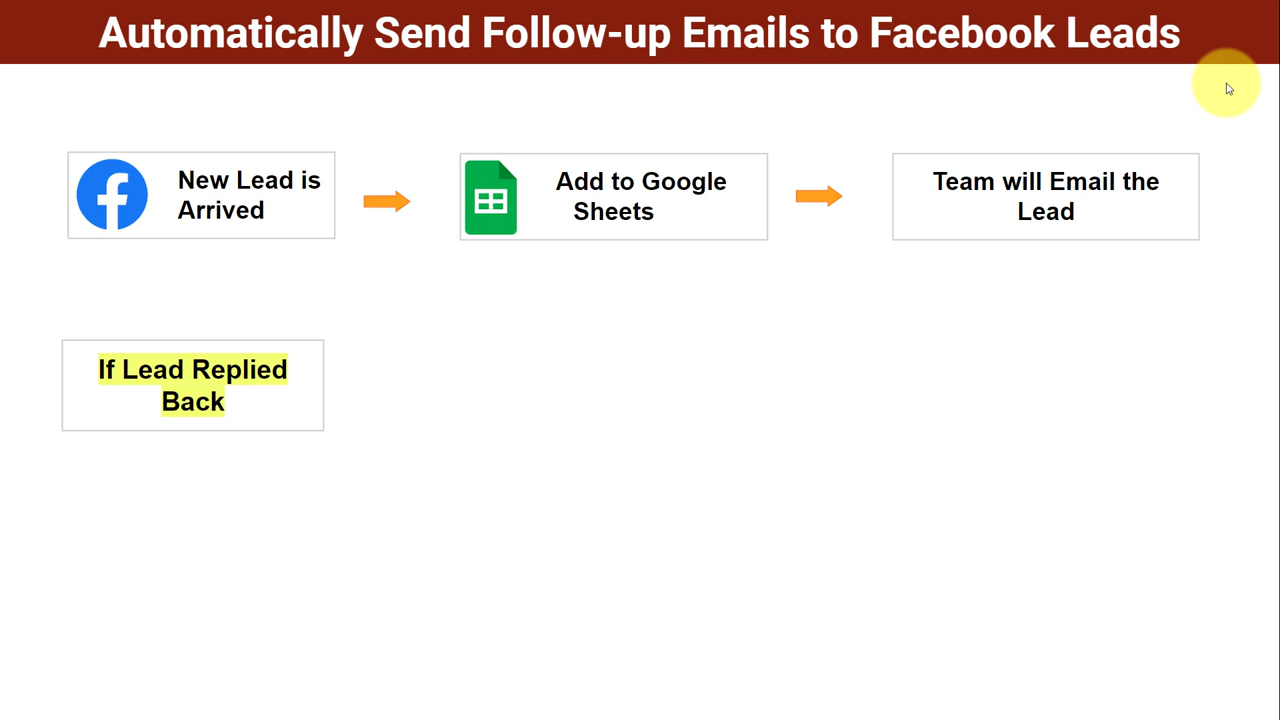 Automatically Send Follow-up Emails to Facebook Leads
New Lead is
Arrived
Add to Google
Sheets
Team will Email the
Lead
If Lead Replied
Back